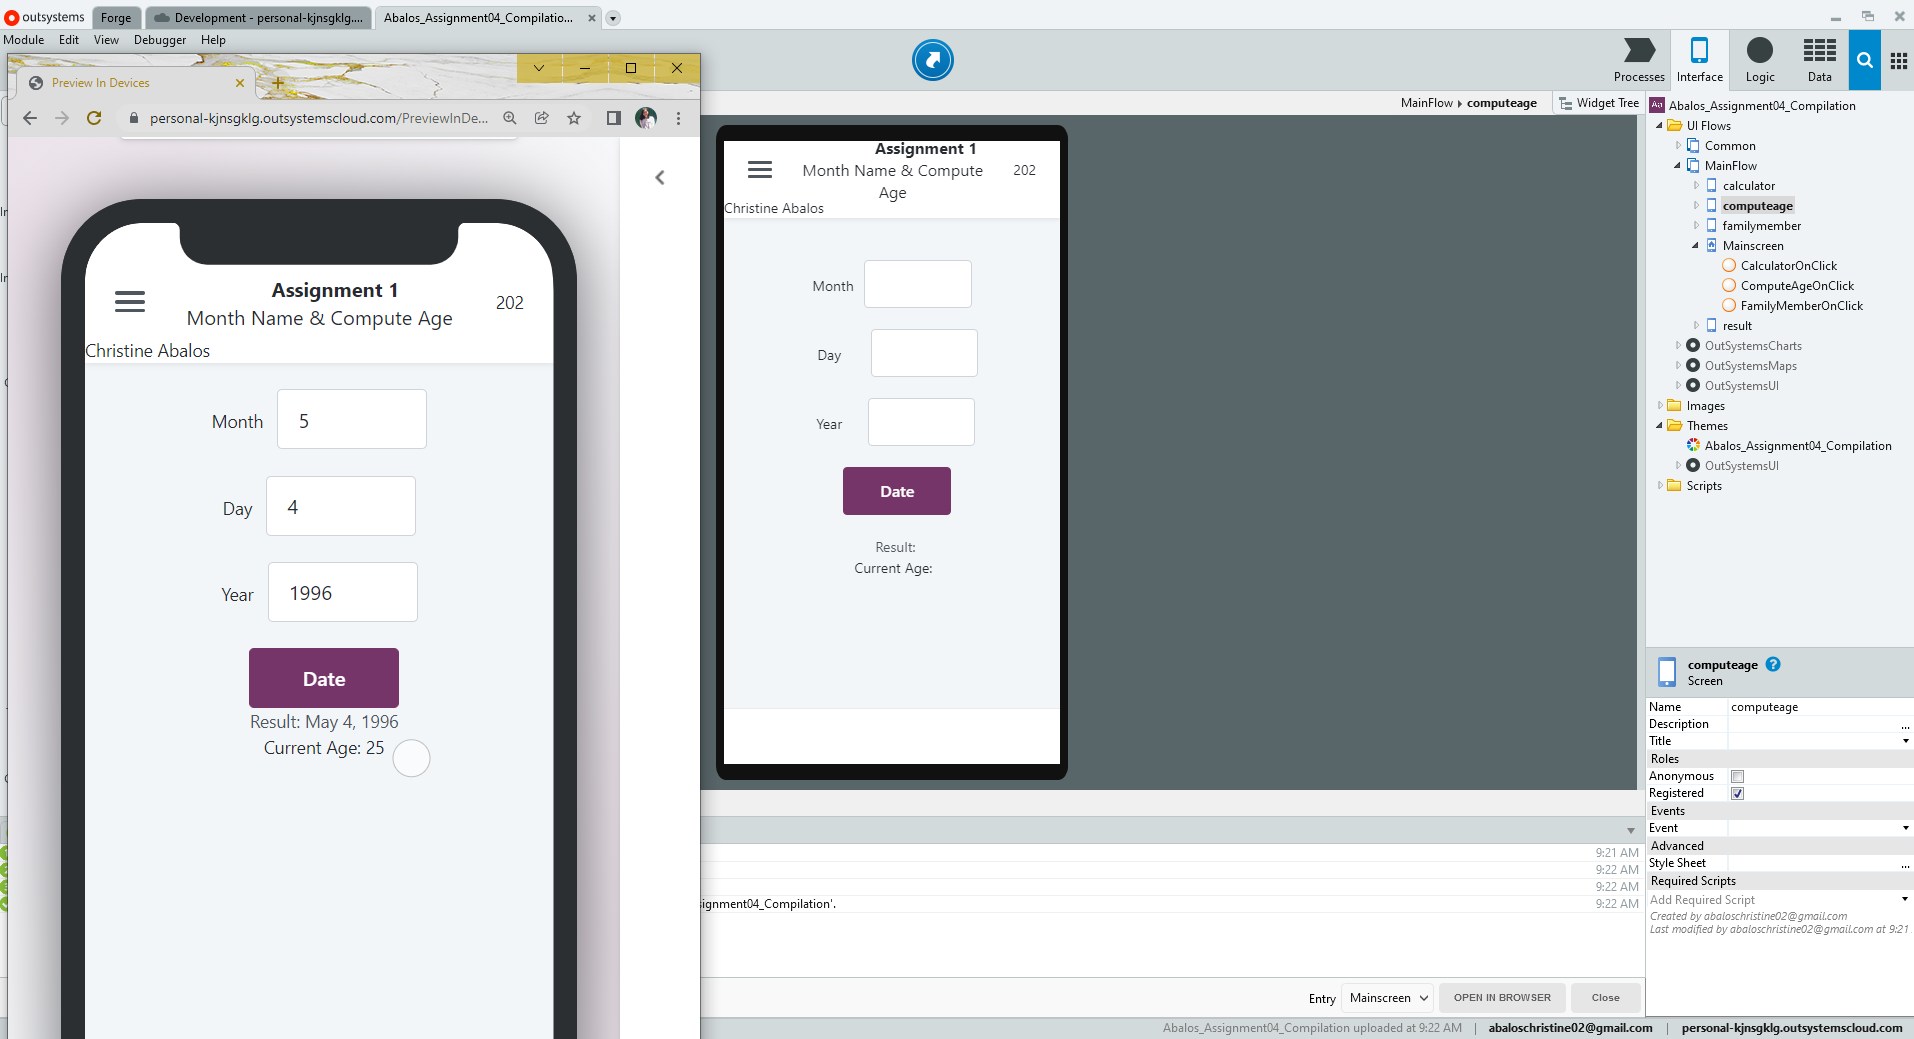 outsystems
Forge
Development - personal-kjnsgklg....
Abalos_Assignment04_Compilatio...
Module Edit View Debugger Help
Processes
Interface
Logic
Data
Preview In Devices
personal-kjnsgklg.outsystemscloud.com/PreviewInDe...
Assignment 1
Month Name & Compute Age
202
Christine Abalos
Month 5
Day 4
Year 1996
Date
Result: May 4, 1996
Current Age: 25
MainFlow computeage
Widget Tree
Assignment 1
Month Name & Compute
Age
202
Christine Abalos
Month
Day
Year
Date
Result:
Current Age:
9:21 AM
9:22 AM
9:22 AM
signment04_Compilation'. 9:22 AM
Entry Mainscreen OPEN IN BROWSER Close
Abalos_Assignment04_Compilation uploaded at 9:22 AM | abaloschristine02@gmail.com | personal-kjnsgklg.outsystemscloud.com
Abalos_Assignment04_Compilation
UI Flows
Common
MainFlow
calculator
computeage
familymember
Mainscreen
CalculatorOnClick
ComputeAgeOnClick
FamilyMemberOnClick
result
OutSystemsCharts
OutSystemsMaps
OutSystemsUI
Images
Themes
Abalos_Assignment04_Compilation
OutSystemsUI
Scripts
computeage ?
Screen
Name computeage
Description ...
Title
Roles
Anonymous
Registered
Events
Event
Advanced
Style Sheet ...
Required Scripts
Add Required Script
Created by abaloschristine02@gmail.com
Last modified by abaloschristine02@gmail.com at 9:21